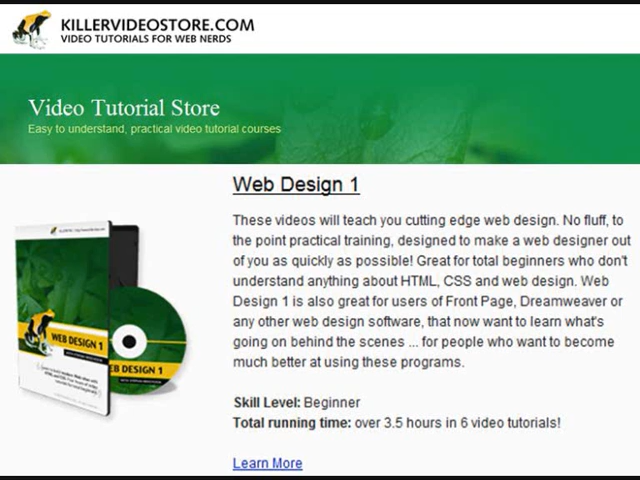 KILLERVIDEOSTORE.COM
VIDEO TUTORIALS FOR WEB NERDS
Video Tutorial Store
Easy to understand, practical video tutorial courses
Web Design 1
These videos will teach you cutting edge web design. No fluff, to
the point practical training, designed to make a web designer out
of you as quickly as possible! Great for total beginners who don't
understand anything about HTML, CSS and web design. Web
Design 1 is also great for users of Front Page, Dreamweaver or
any other web design software, that now want to learn what's
going on behind the scenes ... for people who want to become
much better at using these programs.
Skill Level: Beginner
Total running time: over 3.5 hours in 6 video tutorials!
Learn More
WEB DESIGN 1
B DESIGN 1